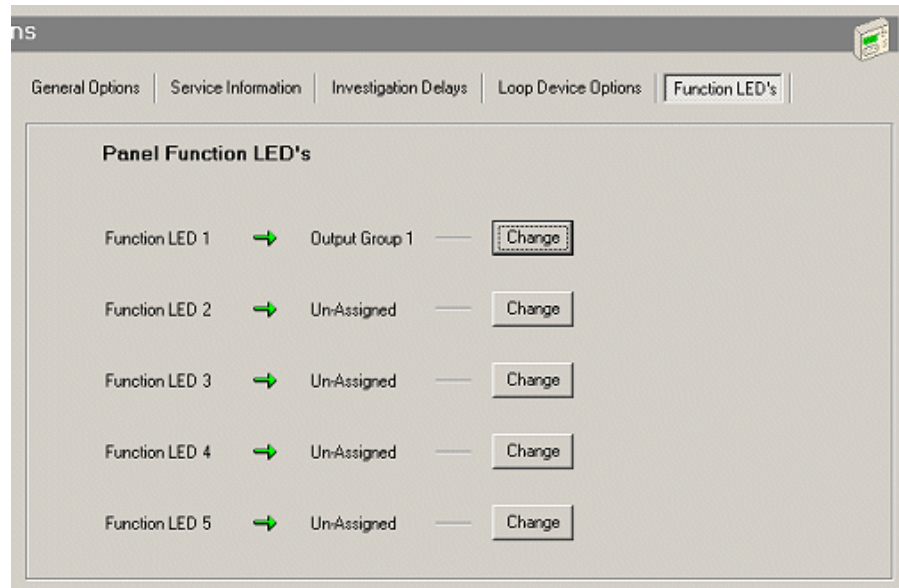 ns
General Options Service Information Investigation Delays Loop Device Options Function LED's
Panel Function LED's
Function LED 1 Output Group 1 Change
Function LED 2 Un-Assigned Change
Function LED 3 Un-Assigned Change
Function LED 4 Un-Assigned Change
Function LED 5 Un-Assigned Change